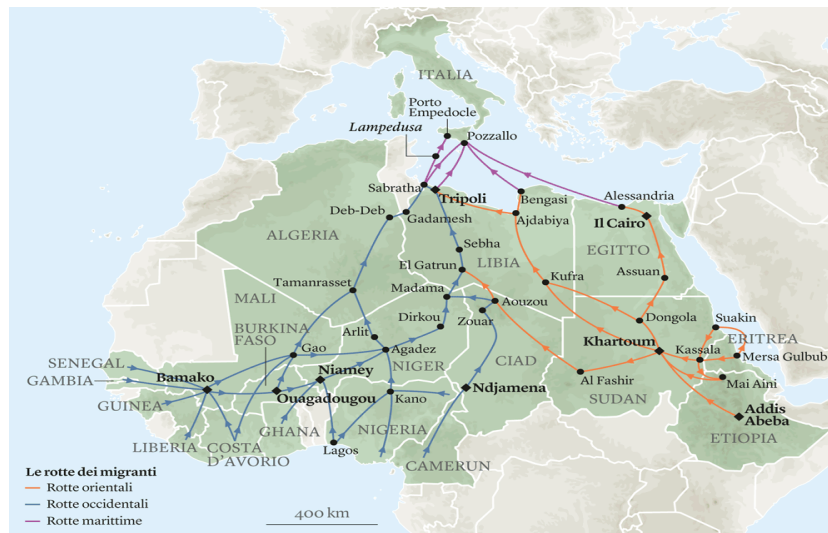 ITALIA
Porto
Empedocle
Lampedusa
Pozzallo
Sabratha
Tripoli
Bengasi
Alessandria
Deb-Deb
Gadamesh
Ajdabiya
Il Cairo
ALGERIA
Sebha
EGITTO
El Gatrun
LIBIA
Assuan
Tamanrasset
Madama
Kufra
MALI
Aouzou
Dirkou
Zouar
Dongola
Suakin
BURKINA
FASO
Arlit
Khartoum
ERITREA
Gao
Agadez
CIAD
Kassala
Mersa Gulbub
SENEGAL
Niamey
NIGER
GAMBIA
Bamako
Al Fashir
Mai Aini
Ouagadougou
Kano
Ndjamena
SUDAN
GUINEA
Addis
Abeba
GHANA
NIGERIA
ETIOPIA
LIBERIA
COSTA
D'AVORIO
Lagos
CAMERUN
Le rotte dei migranti
Rotte orientali
Rotte occidentali
Rotte marittime
400 km